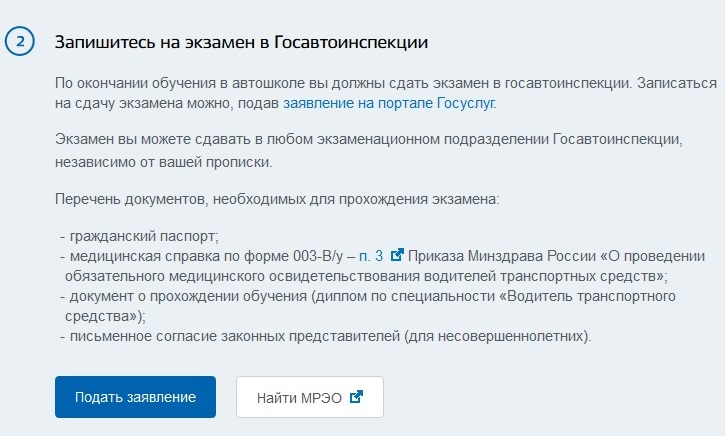 2 Запишитесь на экзамен в Госавтоинспекции
По окончании обучения в автошколе вы должны сдать экзамен в госавтоинспекции. Записаться
на сдачу экзамена можно, подав заявление на портале Госуслуг.
Экзамен вы можете сдавать в любом экзаменационном подразделении Госавтоинспекции,
независимо от вашей прописки.
Перечень документов, необходимых для прохождения экзамена:
- гражданский паспорт;
- медицинская справка по форме 003-В/у – п. 3 Приказа Минздрава России «О проведении
обязательного медицинского освидетельствования водителей транспортных средств»;
- документ о прохождении обучения (диплом по специальности «Водитель транспортного
средства»);
- письменное согласие законных представителей (для несовершеннолетних).
Подать заявление Найти МРЭО